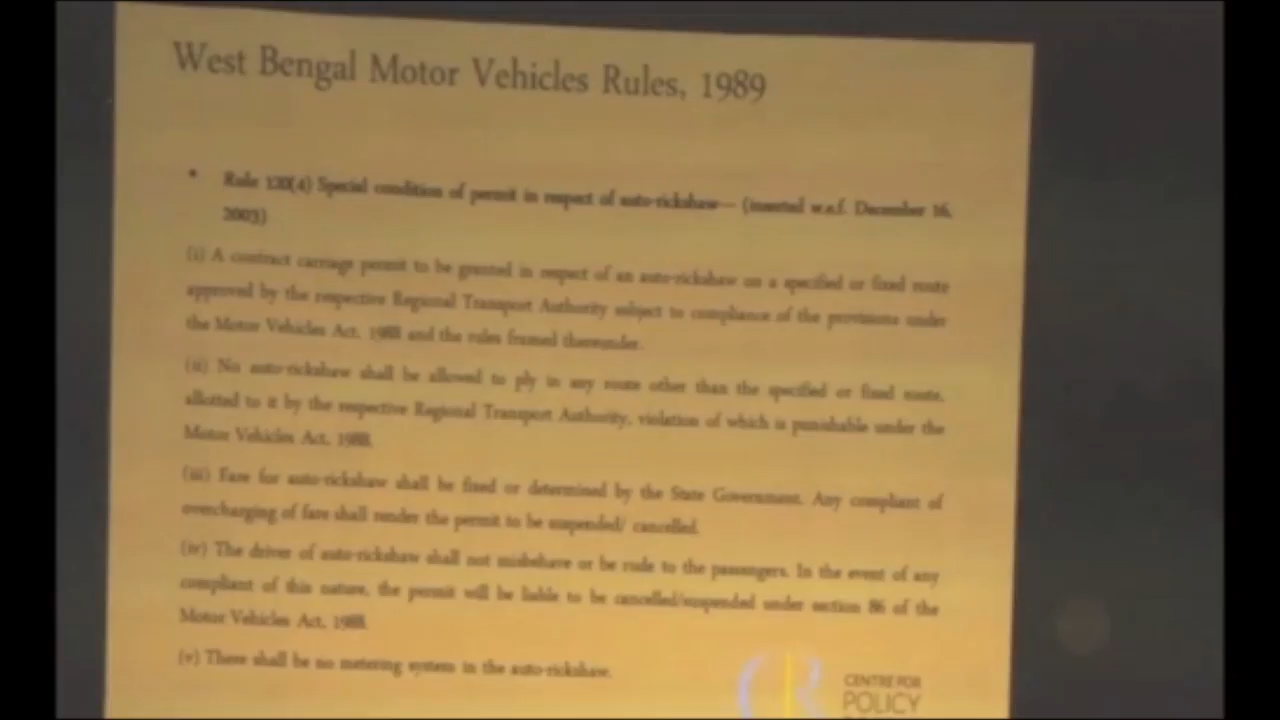 West Bengal Motor Vehicles Rules, 1989
• Rule 120(4) Special condition of permit in respect of auto-rickshaw— (inserted w.e.f. December 16,
2003)
(i) A contract carriage permit to be granted in respect of an auto-rickshaw on a specified or fixed route
approved by the respective Regional Transport Authority subject to compliance of the provisions under
the Motor Vehicles Act, 1988 and the rules framed thereunder.
(ii) No auto-rickshaw shall be allowed to ply in any route other than the specified or fixed route,
allotted to it by the respective Regional Transport Authority, violation of which is punishable under the
Motor Vehicles Act, 1988.
(iii) Fare for auto-rickshaw shall be fixed or determined by the State Government. Any compliant of
overcharging of fare shall render the permit to be suspended/ cancelled.
(iv) The driver of auto-rickshaw shall not misbehave or be rude to the passengers. In the event of any
compliant of this nature, the permit will be liable to be cancelled/suspended under section 86 of the
Motor Vehicles Act, 1988.
(v) There shall be no metering system in the auto-rickshaw.
CENTRE FOR
POLICY